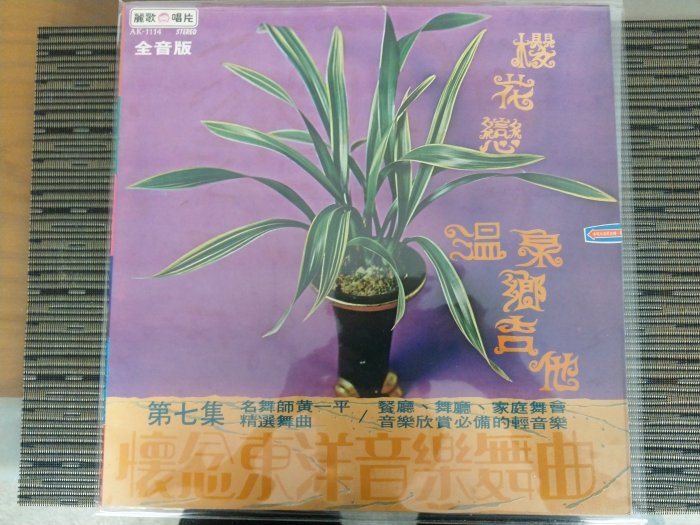 麗歌唱片
AK-1114 STEREO
全音版
櫻花戀
温泉鄉吉他
第七集
名舞師黄一平
精選舞曲
/
餐廳、舞廳、家庭舞會
音樂欣賞必備的輕音樂
懷念東洋音樂舞曲